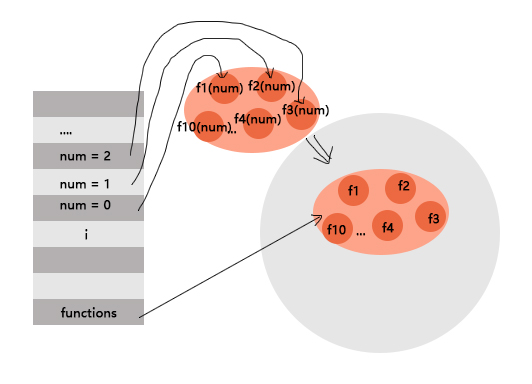 f1(num) f2(num)
f3(num)
f10(num).. f4(num)
....
num = 2
num = 1
num = 0
i
functions
f1 f2
f3
f10 ... f4